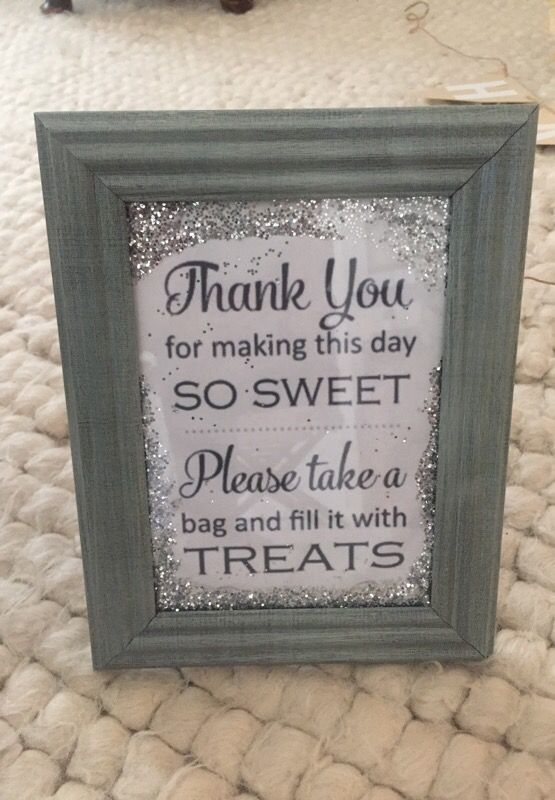 Thank You
for making this day
SO SWEET
Please take a
bag and fill it with
TREATS
H